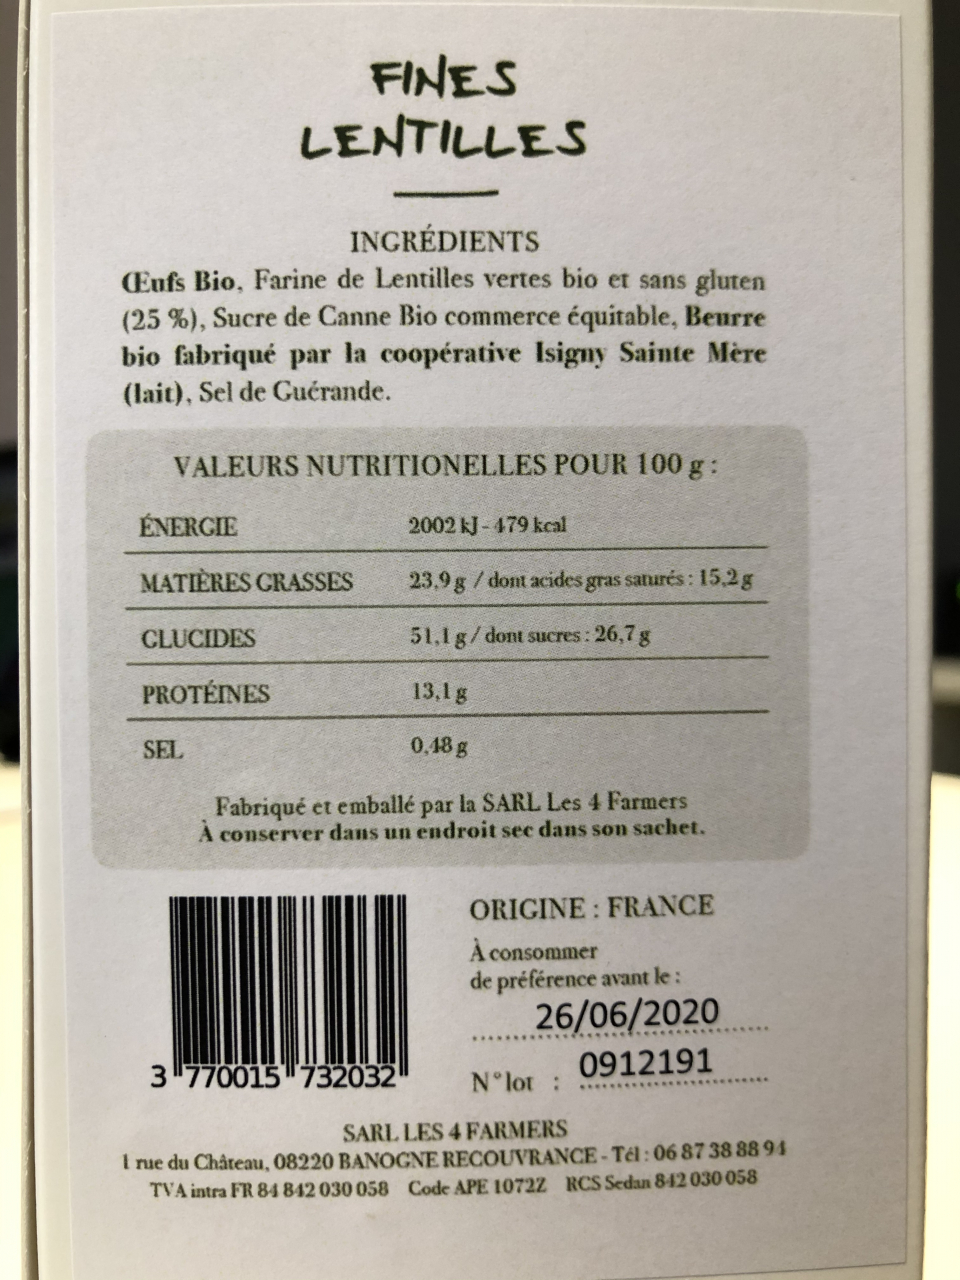 FINES
LENTILLES
INGRÉDIENTS
Œufs Bio, Farine de Lentilles vertes bio et sans gluten
(25 %), Sucre de Canne Bio commerce équitable, Beurre
bio fabriqué par la coopérative Isigny Sainte Mère
(lait), Sel de Guérande.
VALEURS NUTRITIONELLES POUR 100 g :
ÉNERGIE 2002 kJ - 479 kcal
MATIÈRES GRASSES 23,9 g / dont acides gras saturés : 15,2 g
GLUCIDES 51,1 g / dont sucres : 26,7 g
PROTÉINES 13,1 g
SEL 0,48 g
Fabriqué et emballé par la SARL Les 4 Farmers
À conserver dans un endroit sec dans son sachet.
ORIGINE : FRANCE
À consommer
de préférence avant le :
26/06/2020
N° lot : 0912191
3 770015 732032
SARL LES 4 FARMERS
1 rue du Château, 08220 BANOGNE RECOUVRANCE - Tél : 06 87 38 88 94
TVA intra FR 84 842 030 058 Code APE 1072Z RCS Sedan 842 030 058